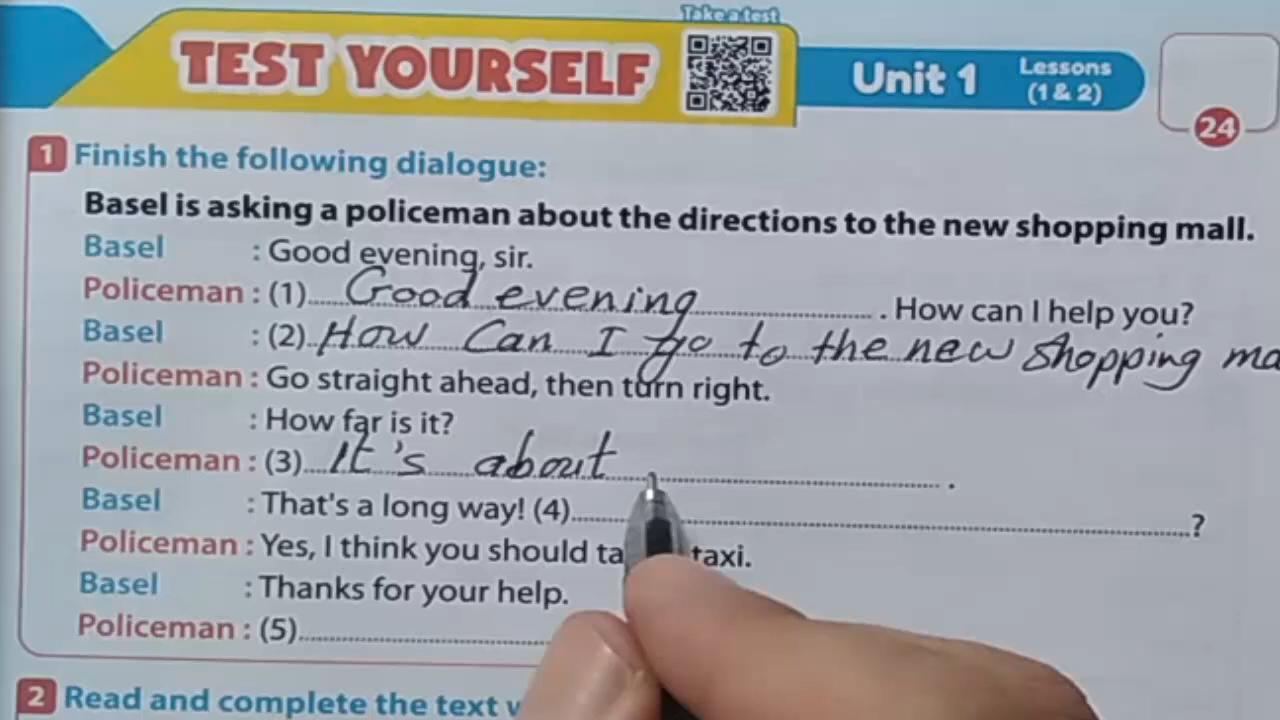 Take a test
TEST YOURSELF
Unit 1 Lessons (1 & 2)
24
1 Finish the following dialogue:
Basel is asking a policeman about the directions to the new shopping mall.
Basel : Good evening, sir.
Policeman : (1) Good evening . How can I help you?
Basel : (2) How Can I go to the new shopping
Policeman : Go straight ahead, then turn right.
Basel : How far is it?
Policeman : (3) It's about .
Basel : That's a long way! (4) ?
Policeman : Yes, I think you should taxi.
Basel : Thanks for your help.
Policeman : (5)
2 Read and complete the text